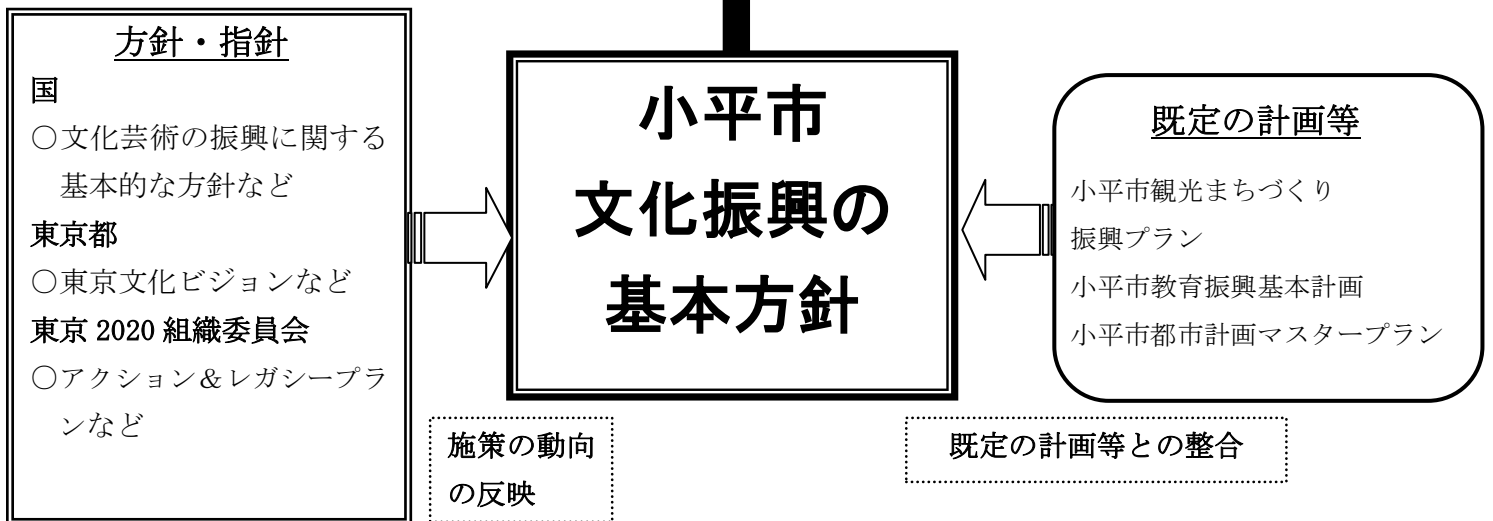 方針・指針
国
○文化芸術の振興に関する
基本的な方針など
東京都
○東京文化ビジョンなど
東京 2020 組織委員会
○アクション＆レガシープラ
ンなど
施策の動向
の反映
小平市
文化振興の
基本方針
既定の計画等
小平市観光まちづくり
振興プラン
小平市教育振興基本計画
小平市都市計画マスタープラン
既定の計画等との整合